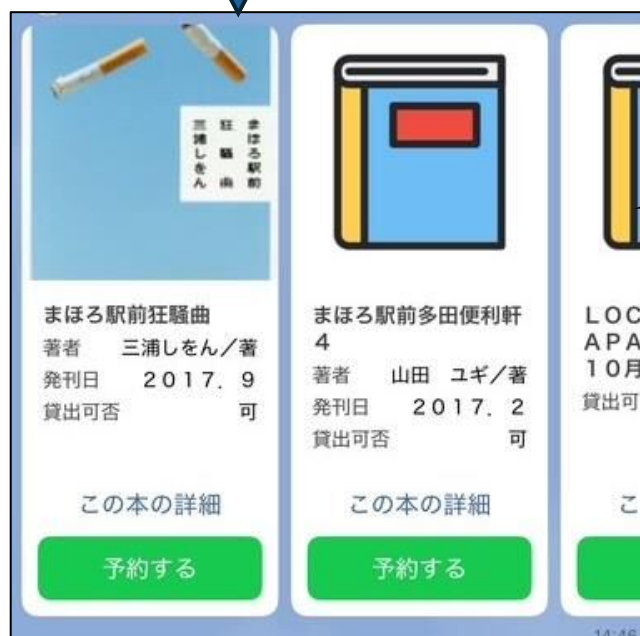 まほろ駅前
狂騒曲
三浦しをん
まほろ駅前狂騒曲
著者 三浦しをん／著
発刊日 ２０１７．９
貸出可否 可
この本の詳細
予約する
まほろ駅前多田便利軒
４
著者 山田 ユギ／著
発刊日 ２０１７．２
貸出可否 可
この本の詳細
予約する
ＬＯＣ
ＡＰＡ
１０月
貸出可
こ